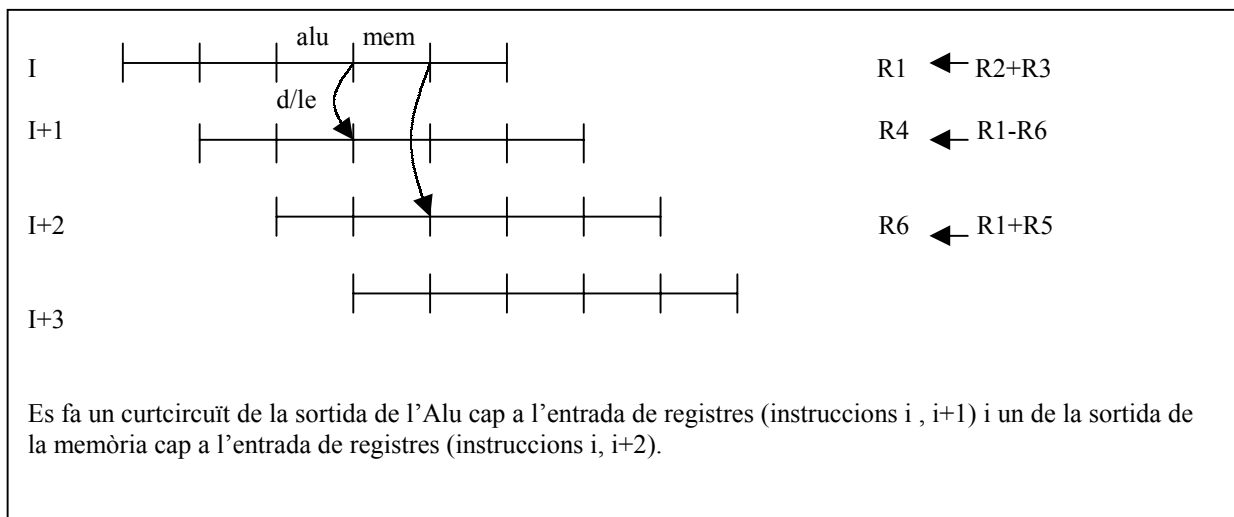 alu mem
I R1 R2+R3
d/le
I+1 R4 R1-R6
I+2 R6 R1+R5
I+3
Es fa un curtcircuït de la sortida de l’Alu cap a l’entrada de registres (instruccions i , i+1) i un de la sortida de
la memòria cap a l’entrada de registres (instruccions i, i+2).